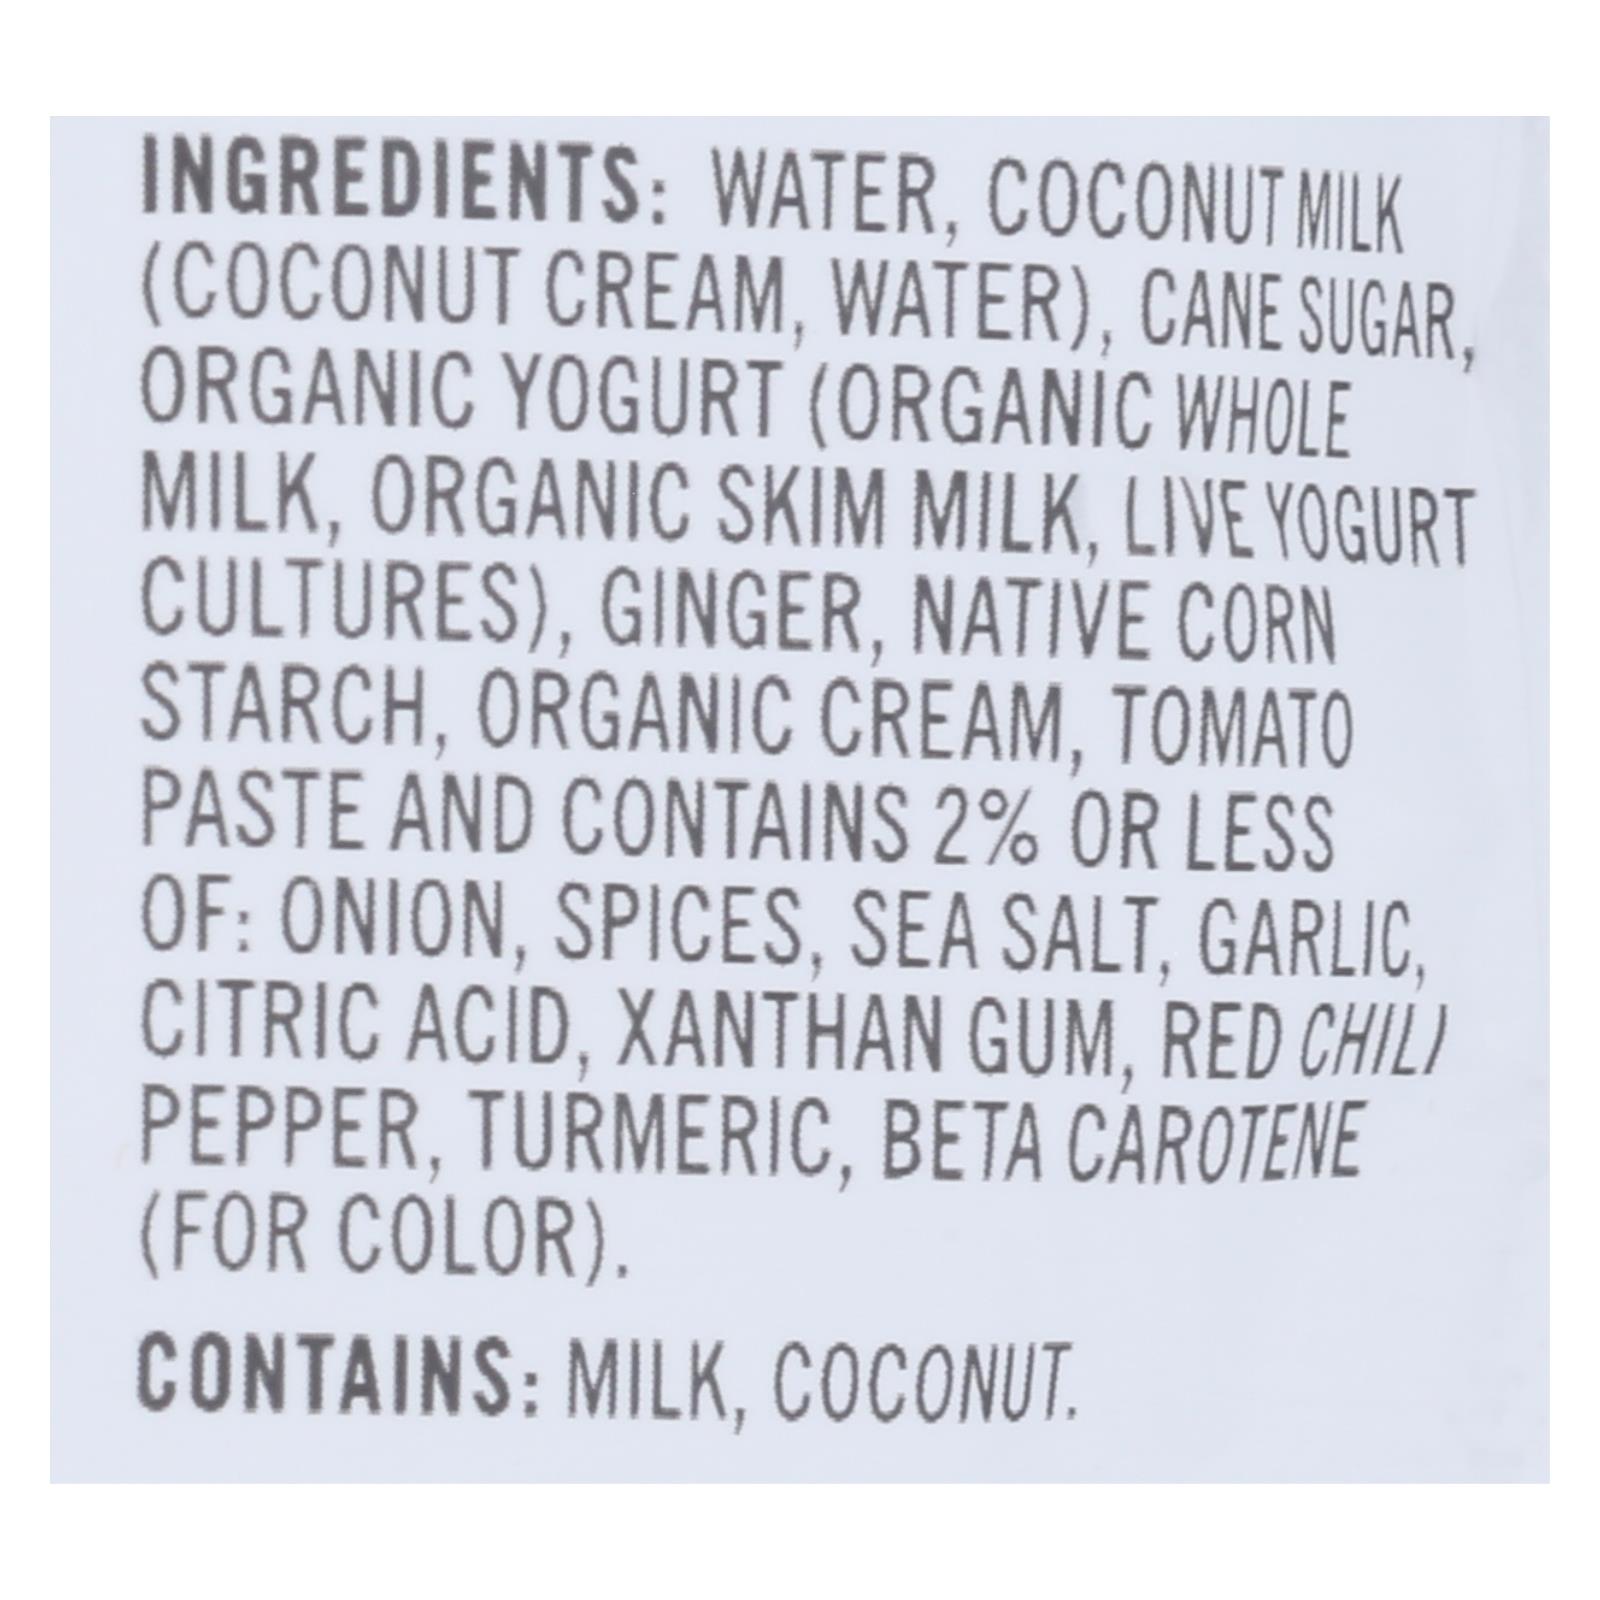 INGREDIENTS: WATER, COCONUT MILK
(COCONUT CREAM, WATER), CANE SUGAR,
ORGANIC YOGURT (ORGANIC WHOLE
MILK, ORGANIC SKIM MILK, LIVE YOGURT
CULTURES), GINGER, NATIVE CORN
STARCH, ORGANIC CREAM, TOMATO
PASTE AND CONTAINS 2% OR LESS
OF: ONION, SPICES, SEA SALT, GARLIC,
CITRIC ACID, XANTHAN GUM, RED CHILI
PEPPER, TURMERIC, BETA CAROTENE
(FOR COLOR).
CONTAINS: MILK, COCONUT.